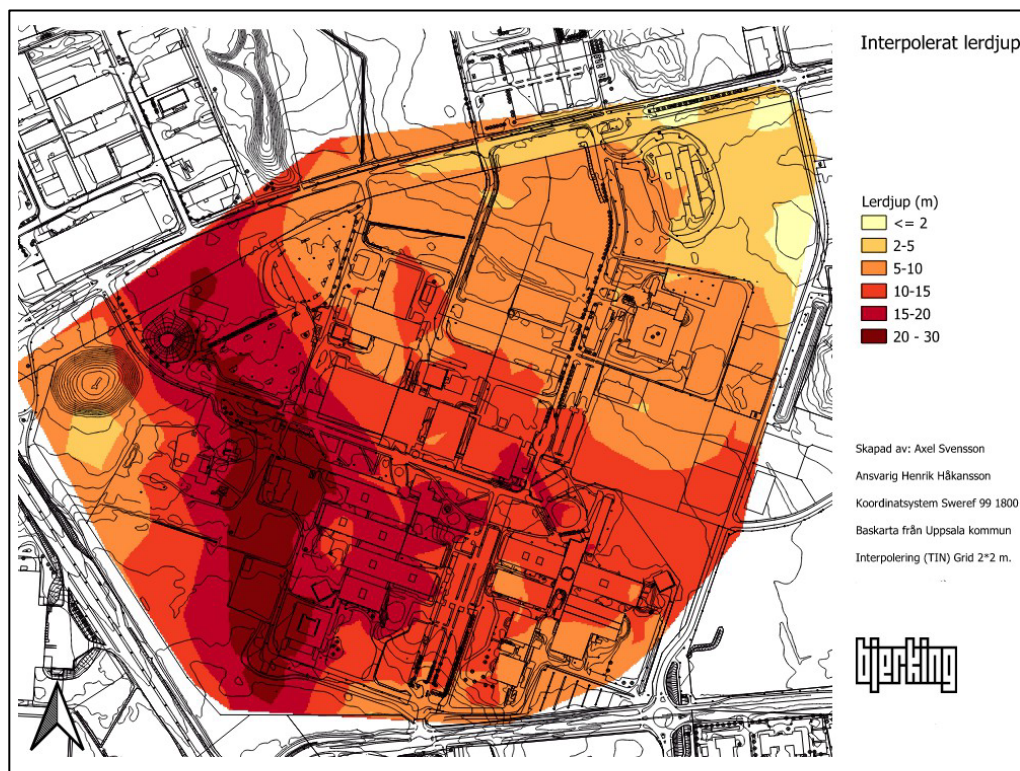 Interpolerat lerdjup
Lerdjup (m)
<= 2
2-5
5-10
10-15
15-20
20 - 30
Skapad av: Axel Svensson
Ansvarig Henrik Håkansson
Koordinatsystem Sweref 99 1800
Baskarta från Uppsala kommun
Interpolering (TIN) Grid 2*2 m.
bjerking